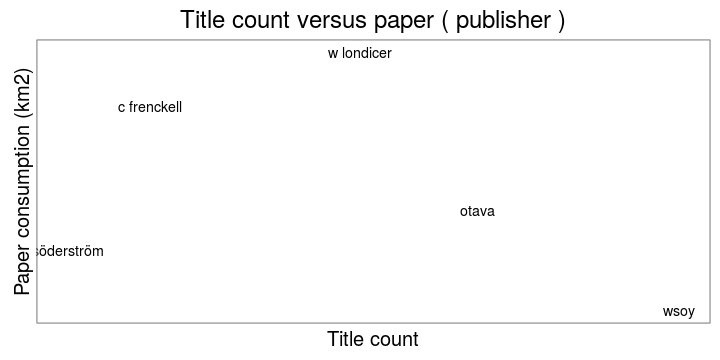 Title count versus paper ( publisher )
w londicer
c frenckell
otava
söderström
wsoy
Paper consumption (km2)
Title count